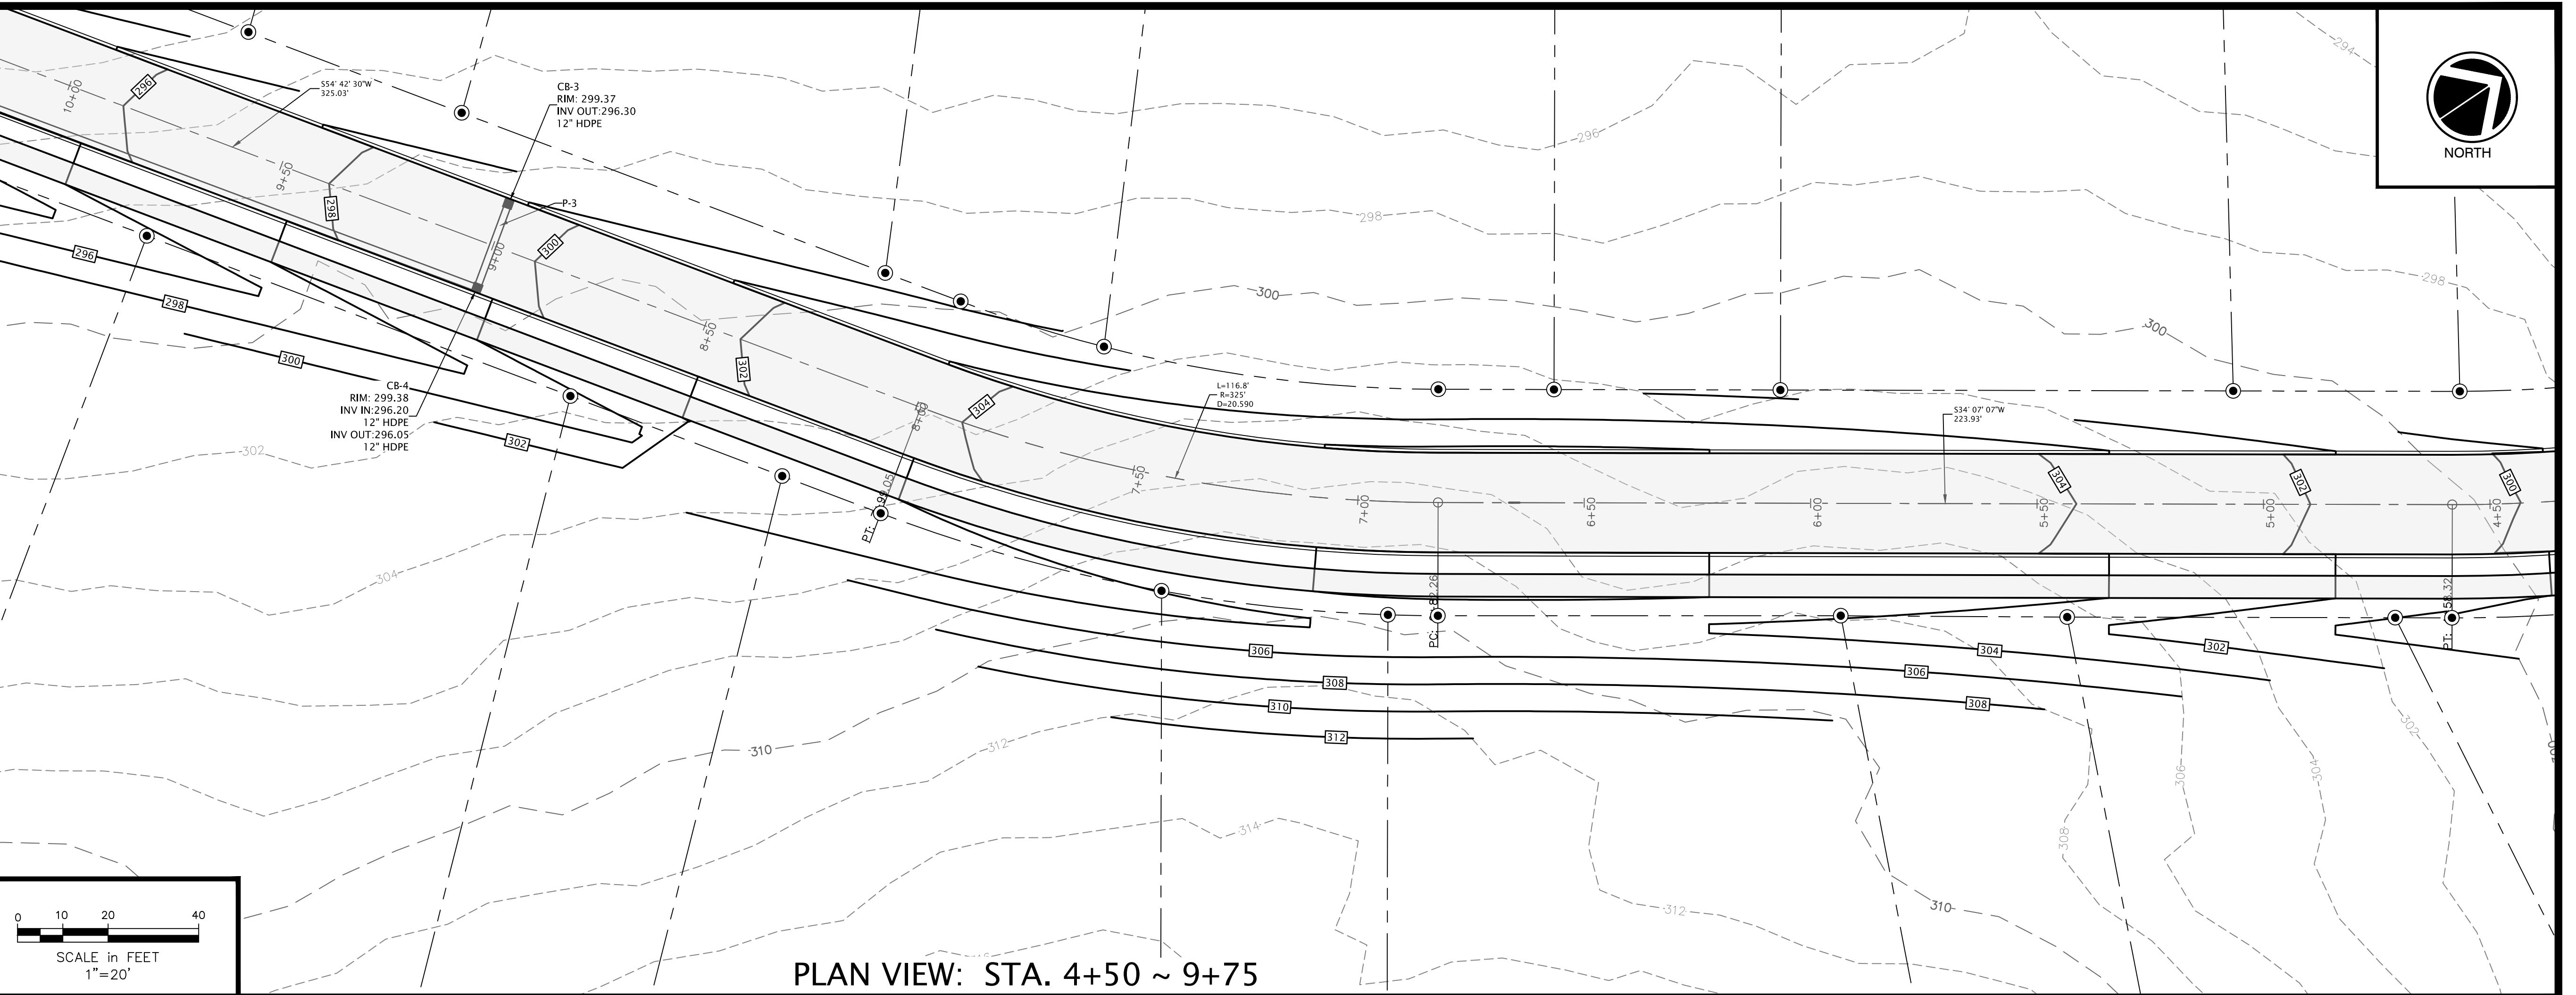 294
NORTH
296
296
298
298
300
300
10+00
296
S54° 42' 30"W
325.03'
CB-3
RIM: 299.37
INV OUT:296.30
12" HDPE
9+50
298
P-3
9+00
300
8+50
302
8+00
304
L=116.8'
R=325'
D=20.590
7+50
7+00
6+50
6+00
S34° 07' 07"W
223.93'
5+50
304
5+00
302
4+50
300
296
298
300
CB-4
RIM: 299.38
INV IN:296.20
12" HDPE
INV OUT:296.05
12" HDPE
302
302
304
306
308
310
312
304
302
306
308
310
312
314
302
304
306
308
310
312
0 10 20 40
SCALE in FEET
1"=20'
PLAN VIEW: STA. 4+50 ~ 9+75